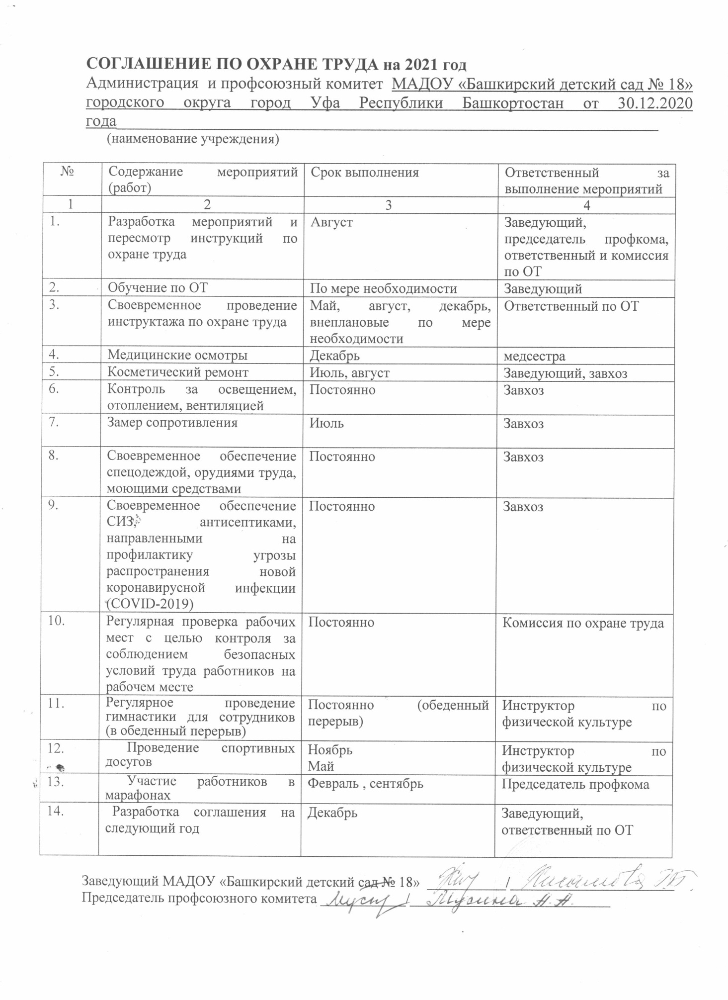 СОГЛАШЕНИЕ ПО ОХРАНЕ ТРУДА на 2021 год
Администрация и профсоюзный комитет МАДОУ «Башкирский детский сад № 18»
городского округа город Уфа Республики Башкортостан от 30.12.2020
года
(наименование учреждения)
№
Содержание мероприятий
(работ)
Срок выполнения
Ответственный за
выполнение мероприятий
1
2
3
4
1.
Разработка мероприятий и
пересмотр инструкций по
охране труда
Август
Заведующий,
председатель профкома,
ответственный и комиссия
по ОТ
2.
Обучение по ОТ
По мере необходимости
Заведующий
3.
Своевременное проведение
инструктажа по охране труда
Май, август, декабрь,
внеплановые по мере
необходимости
Ответственный по ОТ
4.
Медицинские осмотры
Декабрь
медсестра
5.
Косметический ремонт
Июль, август
Заведующий, завхоз
6.
Контроль за освещением,
отоплением, вентиляцией
Постоянно
Завхоз
7.
Замер сопротивления
Июль
Завхоз
8.
Своевременное обеспечение
спецодеждой, орудиями труда,
моющими средствами
Постоянно
Завхоз
9.
Своевременное обеспечение
СИЗ, антисептиками,
направленными на
профилактику угрозы
распространения новой
коронавирусной инфекции
(COVID-2019)
Постоянно
Завхоз
10.
Регулярная проверка рабочих
мест с целью контроля за
соблюдением безопасных
условий труда работников на
рабочем месте
Постоянно
Комиссия по охране труда
11.
Регулярное проведение
гимнастики для сотрудников
(в обеденный перерыв)
Постоянно (обеденный
перерыв)
Инструктор по
физической культуре
12.
Проведение спортивных
досугов
Ноябрь
Май
Инструктор по
физической культуре
13.
Участие работников в
марафонах
Февраль , сентябрь
Председатель профкома
14.
Разработка соглашения на
следующий год
Декабрь
Заведующий,
ответственный по ОТ
Заведующий МАДОУ «Башкирский детский сад № 18» /
Председатель профсоюзного комитета / Мусина А.А.